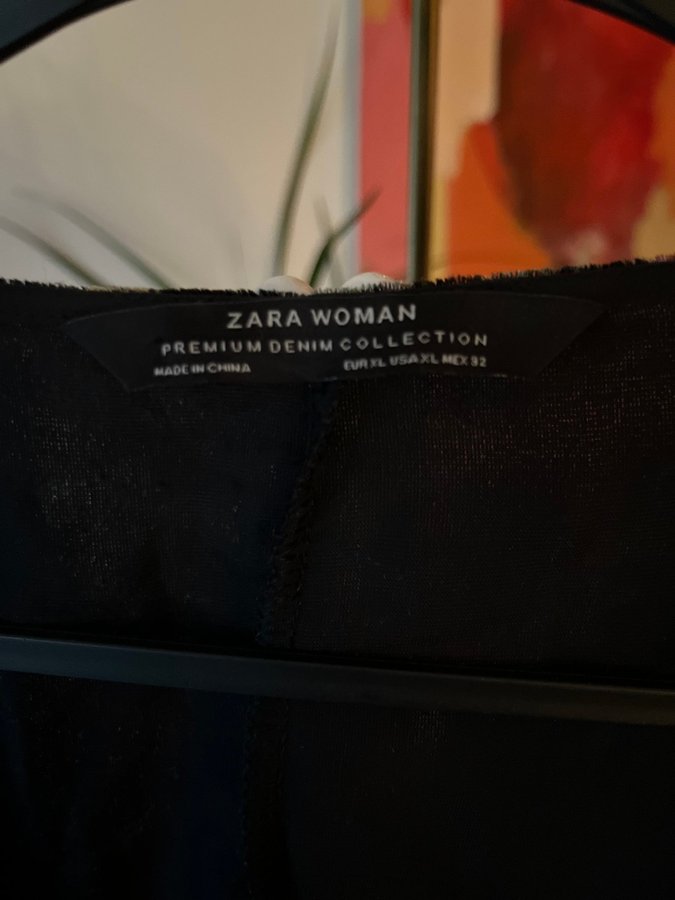 ZARA WOMAN
PREMIUM DENIM COLLECTION
MADE IN CHINA EUR XL USA XL MEX 32